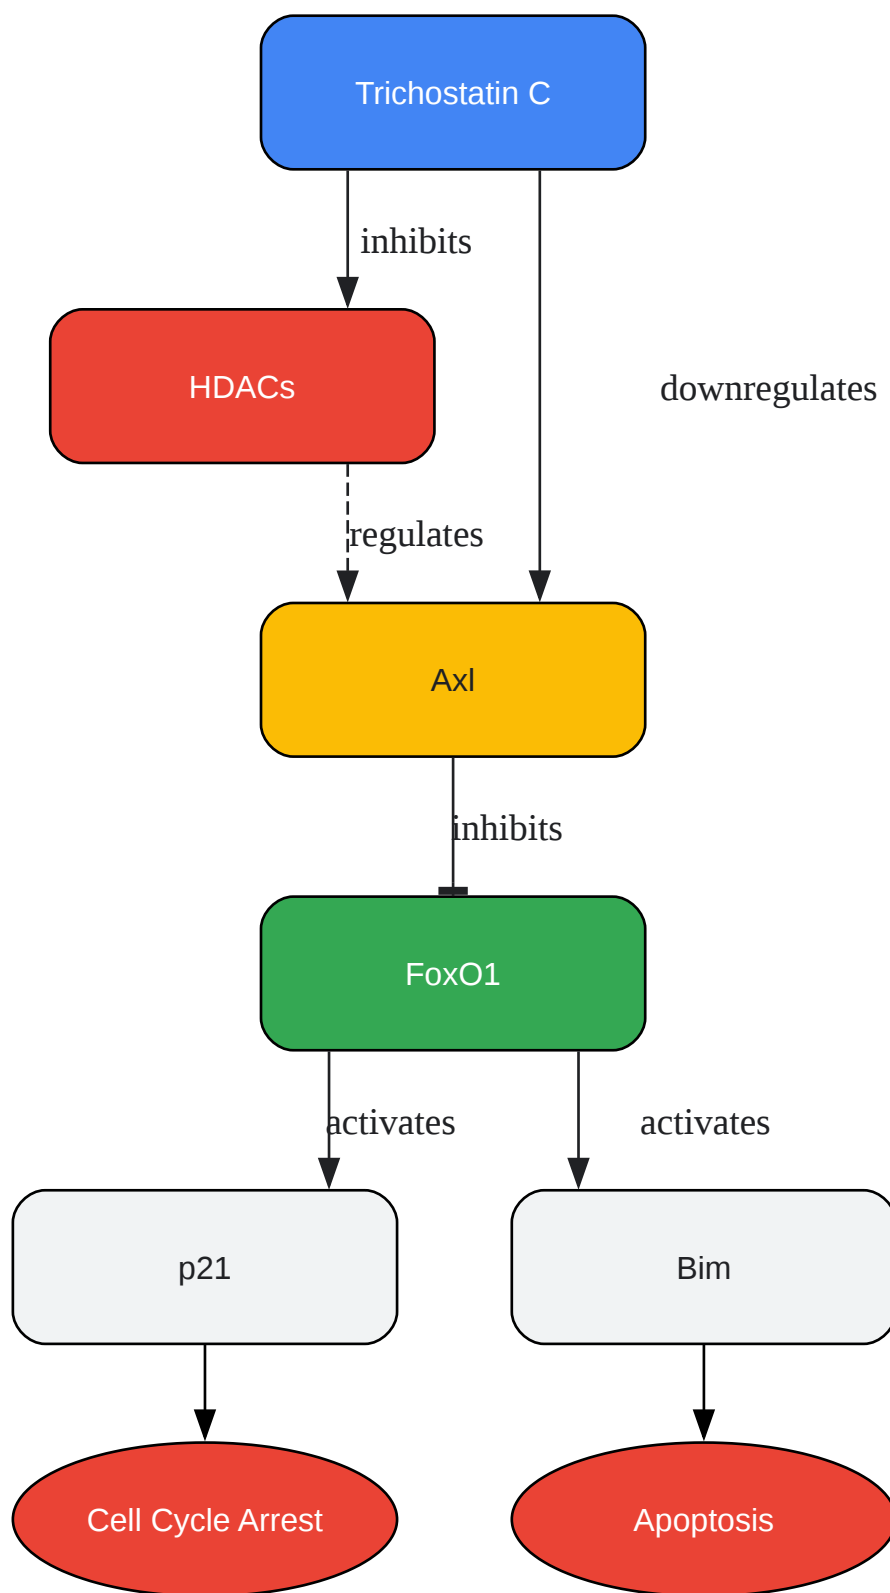 Trichostatin C
inhibits
HDACs
downregulates
regulates
Axl
inhibits
FoxO1
activates
activates
p21
Bim
Cell Cycle Arrest
Apoptosis